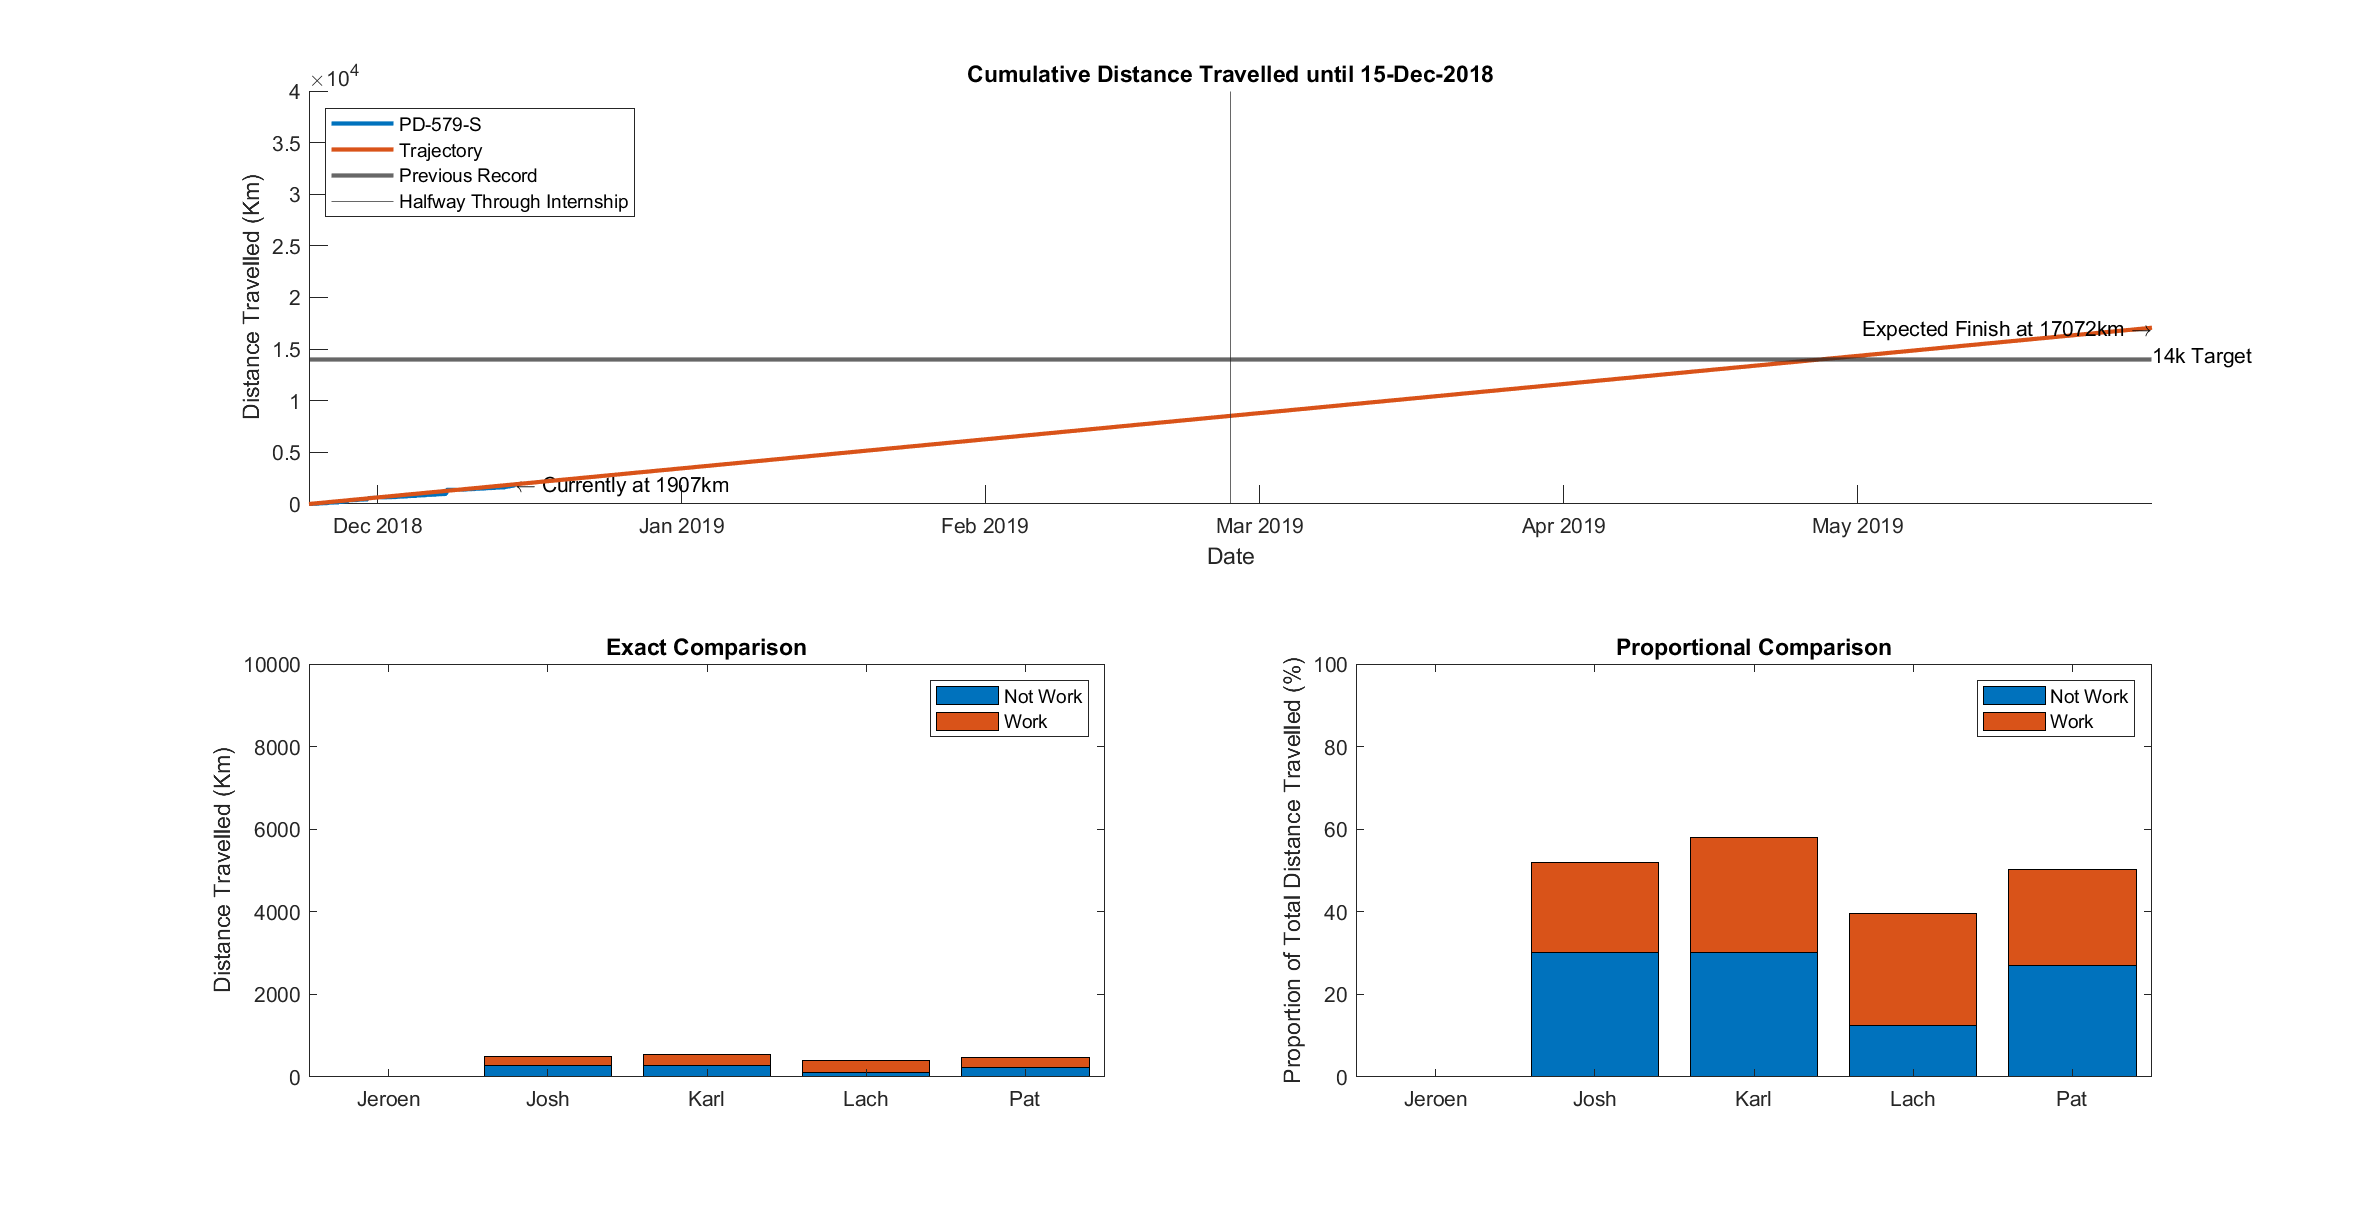 Cumulative Distance Travelled until 15-Dec-2018
×10^4
4
3.5
3
2.5
2
1.5
1
0.5
0
Distance Travelled (Km)
PD-579-S
Trajectory
Previous Record
Halfway Through Internship
Expected Finish at 17072km
14k Target
Currently at 1907km
Dec 2018
Jan 2019
Feb 2019
Mar 2019
Apr 2019
May 2019
Date
Exact Comparison
10000
8000
6000
4000
2000
0
Distance Travelled (Km)
Not Work
Work
Jeroen
Josh
Karl
Lach
Pat
Proportional Comparison
100
80
60
40
20
0
Proportion of Total Distance Travelled (%)
Not Work
Work
Jeroen
Josh
Karl
Lach
Pat